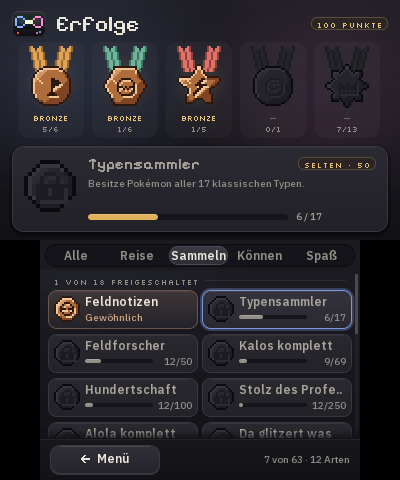 Erfolge
100 PUNKTE
BRONZE BRONZE BRONZE — —
5/6 1/6 1/5 0/1 7/13
Typensammler
SELTEN · 50
Besitze Pokémon aller 17 klassischen Typen.
6/17
Alle Reise Sammeln Können Spaß
1 VON 18 FREIGESCHALTET
Feldnotizen
Gewöhnlich
Typensammler
6/17
Feldforscher
12/50
Kalos komplett
9/69
Hundertschaft
12/100
Stolz des Profe..
12/250
Alola komplett
Da glitzert was
← Menü
7 von 63 · 12 Arten